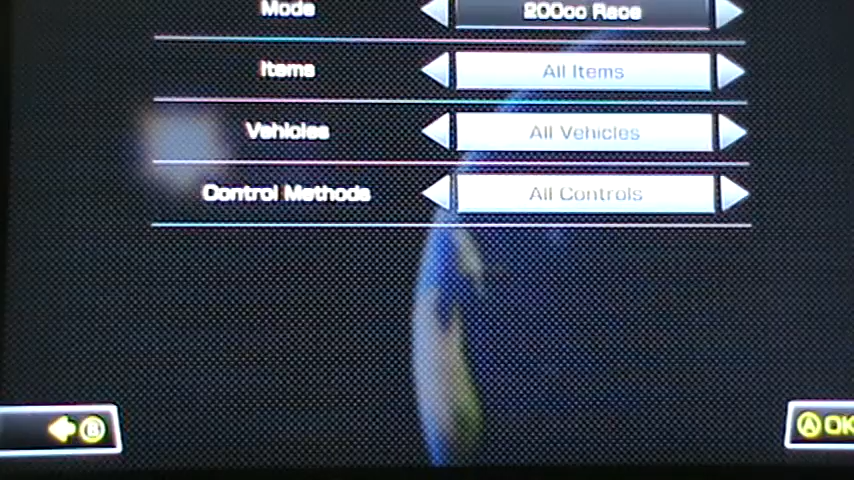 Mode 200cc Race
Items All Items
Vehicles All Vehicles
Control Methods All Controls
B A OK